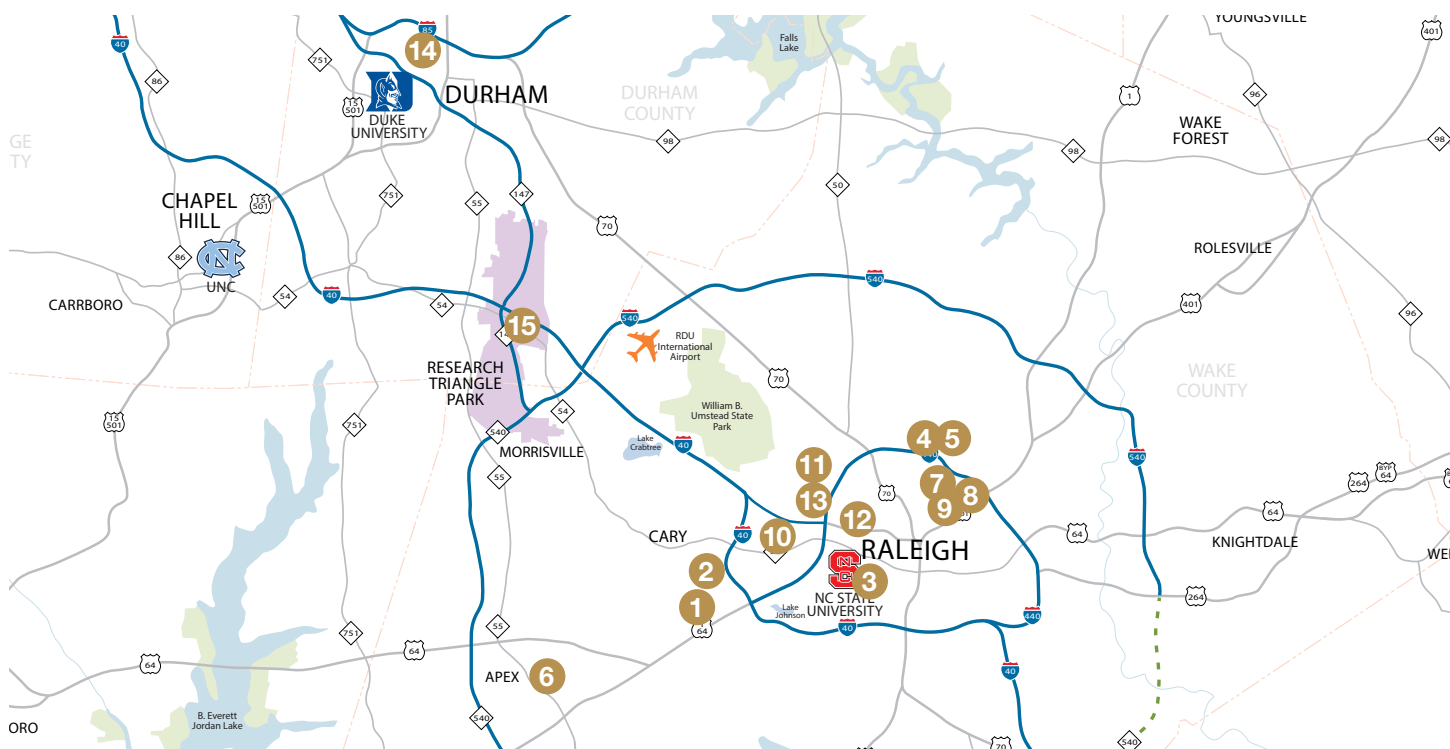 YOUNGSVILLE
40
85
Falls
Lake
401
14
751
86
DURHAM
DURHAM
COUNTY
15
501
1
96
DUKE
UNIVERSITY
WAKE
FOREST
98
98
98
GE
TY
50
751
147
55
CHAPEL
HILL
15
501
70
86
ROLESVILLE
UNC
540
54
40
54
CARRBORO
401
96
540
15
RDU
International
Airport
RESEARCH
TRIANGLE
PARK
WAKE
COUNTY
70
William B.
Umstead State
Park
54
15
501
751
540
MORRISVILLE
Lake
Crabtree
40
4
5
540
11
55
BYP
64
264
7
8
70
13
9
12
64
64
40
CARY
10
RALEIGH
KNIGHTDALE
2
NC
3
NC STATE
UNIVERSITY
264
1
Lake
Johnson
64
440
40
55
751
64
64
40
APEX
6
540
B. Everett
Jordan Lake
ORO
540
70